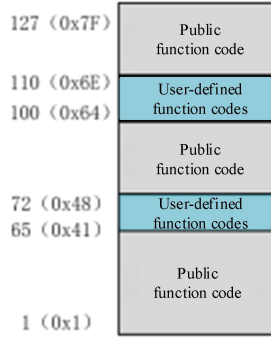 127（0x7F）
Public
function code
110（0x6E）
User-defined
function codes
100（0x64）
Public
function code
72（0x48）
User-defined
function codes
65（0x41）
Public
function code
1（0x1）